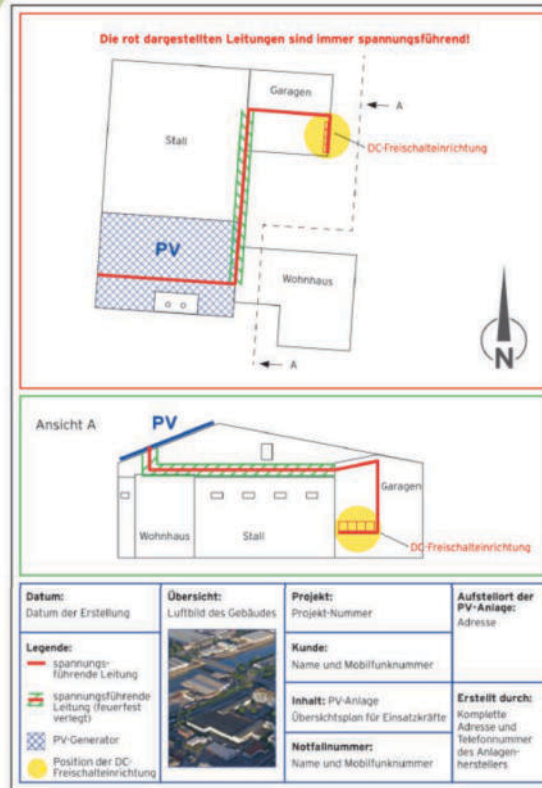 Die rot dargestellten Leitungen sind immer spannungsführend!
Garagen
A
Stall
DC-Freischalteinrichtung
PV
Wohnhaus
N
A
Ansicht A
PV
Garagen
Wohnhaus
Stall
DC-Freischalteinrichtung
Datum:
Datum der Erstellung
Legende:
spannungs-
führende Leitung
spannungsführende
Leitung (feuerfest
verlegt)
PV-Generator
Position der DC-
Freischalteinrichtung
Übersicht:
Luftbild des Gebäudes
Projekt:
Projekt-Nummer
Kunde:
Name und Mobilfunknummer
Inhalt: PV-Anlage
Übersichtsplan für Einsatzkräfte
Notfallnummer:
Name und Mobilfunknummer
Aufstellort der
PV-Anlage:
Adresse
Erstellt durch:
Komplette
Adresse und
Telefonnummer
des Anlagen-
herstellers